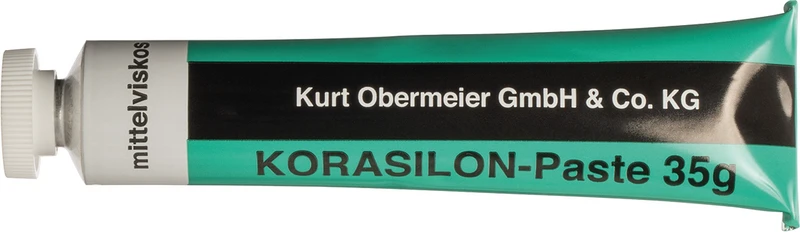 mittelviskos
Kurt Obermeier GmbH & Co. KG
KORASILON-Paste 35g